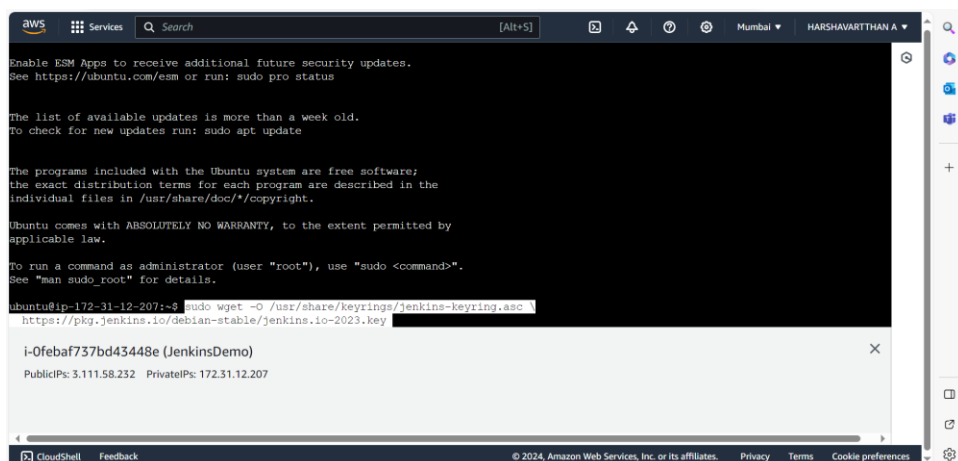 aws Services Search [Alt+S] Mumbai HARSHAVARTTHAN A
Enable ESM Apps to receive additional future security updates.
See https://ubuntu.com/esm or run: sudo pro status
The list of available updates is more than a week old.
To check for new updates run: sudo apt update
The programs included with the Ubuntu system are free software;
the exact distribution terms for each program are described in the
individual files in /usr/share/doc/*/copyright.
Ubuntu comes with ABSOLUTELY NO WARRANTY, to the extent permitted by
applicable law.
To run a command as administrator (user "root"), use "sudo <command>".
See "man sudo_root" for details.
ubuntu@ip-172-31-12-207:~$ sudo wget -O /usr/share/keyrings/jenkins-keyring.asc \
https://pkg.jenkins.io/debian-stable/jenkins.io-2023.key
i-0febaf737bd43448e (JenkinsDemo)
PublicIPs: 3.111.58.232 PrivateIPs: 172.31.12.207
CloudShell Feedback © 2024, Amazon Web Services, Inc. or its affiliates. Privacy Terms Cookie preferences